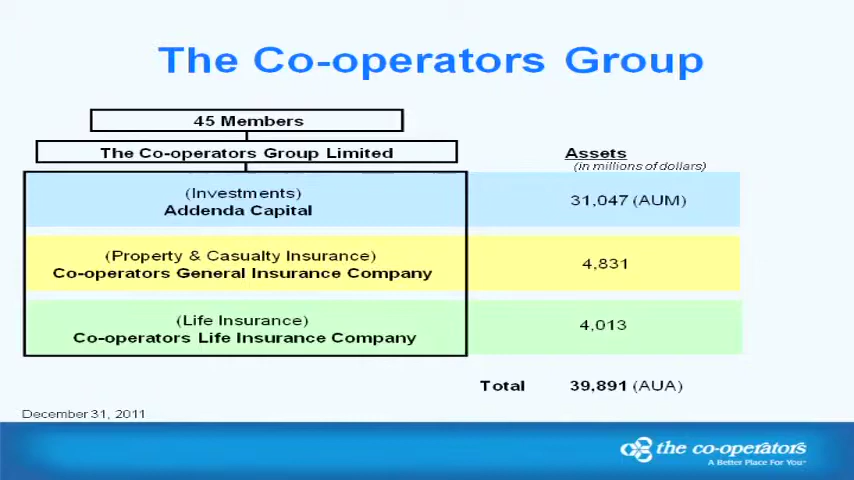 The Co-operators Group
45 Members
The Co-operators Group Limited
Assets
(in millions of dollars)
(Investments)
Addenda Capital
31,047 (AUM)
(Property & Casualty Insurance)
Co-operators General Insurance Company
4,831
(Life Insurance)
Co-operators Life Insurance Company
4,013
Total 39,891 (AUA)
December 31, 2011
the co-operators
A Better Place For You™